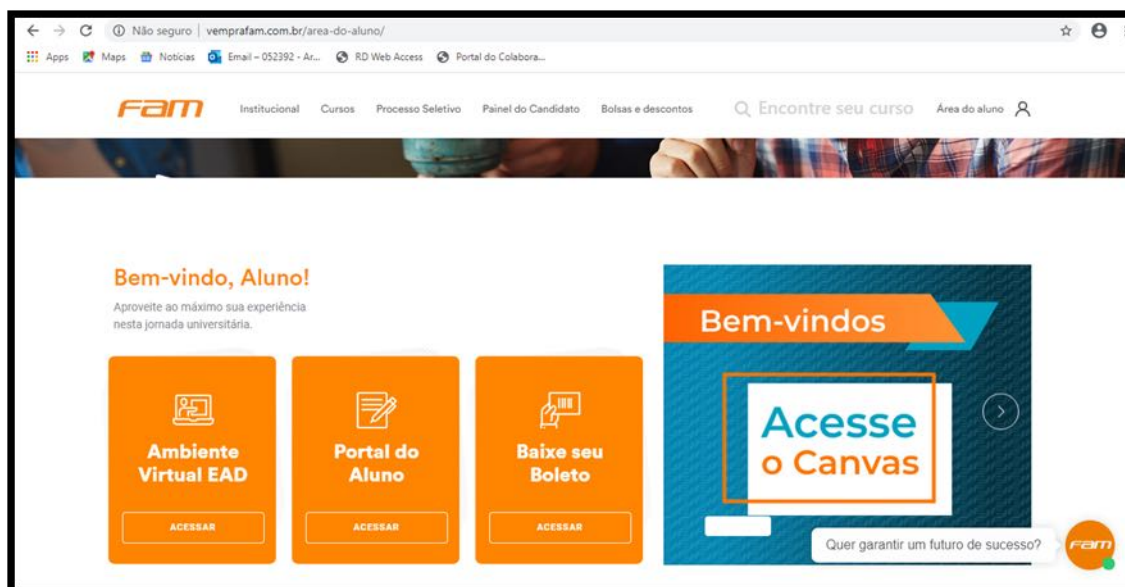 Não seguro | vemprafam.com.br/area-do-aluno/
Apps Maps Notícias Email – 052392 - Ar... RD Web Access Portal do Colabora...
Fam Institucional Cursos Processo Seletivo Painel do Candidato Bolsas e descontos Encontre seu curso Área do aluno
Bem-vindo, Aluno!
Aproveite ao máximo sua experiência
nesta jornada universitária.
Ambiente
Virtual EAD
ACESSAR
Portal do
Aluno
ACESSAR
Baixe seu
Boleto
ACESSAR
Bem-vindos
Acesse
o Canvas
Quer garantir um futuro de sucesso?
Fam